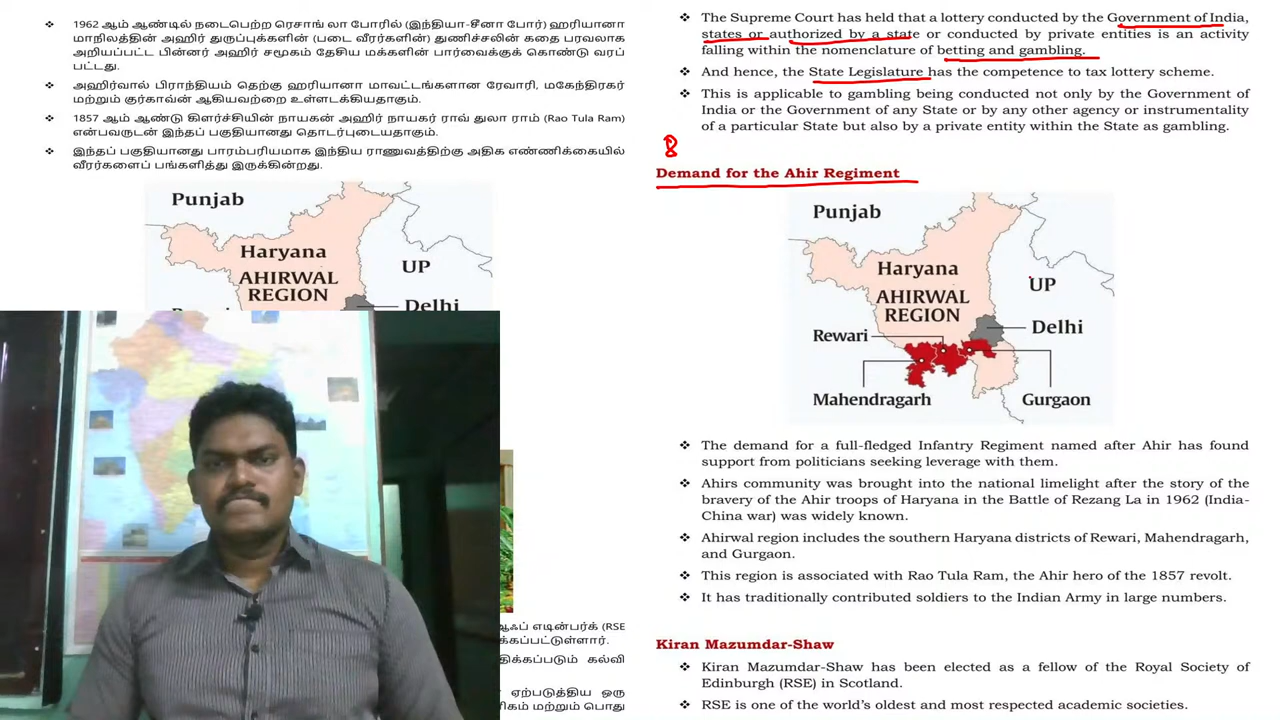 ❖ 1962 ஆம் ஆண்டில் நடைபெற்ற ரெசாங் லா போரில் (இந்தியா-சீனா போர்) ஹரியானா
மாநிலத்தின் அஹிர் துருப்புகளின் (படை வீரர்களின்) துணிச்சலின் கதை பரவலாக
அறியப்பட்ட பின்னர் அஹிர் சமூகம் தேசிய மக்களின் பார்வைக்குக் கொண்டு வரப்
பட்டது.
❖ அஹிர்வால் பிராந்தியம் தெற்கு ஹரியானா மாவட்டங்களான ரேவாரி, மகேந்திரகர்
மற்றும் குர்கா‌வ்ன் ஆகியவற்றை உள்ளடக்கியதாகும்.
❖ 1857 ஆம் ஆண்டு கிளர்ச்சியின் நாயகன் அஹிர் நாயகர் ராவ் துலா ராம் (Rao Tula Ram)
என்பவருடன் இந்தப் பகுதியானது தொடர்புடையதாகும்.
❖ இந்தப் பகுதியானது பாரம்பரியமாக இந்திய ராணுவத்திற்கு அதிக எண்ணிக்கையில்
வீரர்களைப் பங்களித்து இருக்கின்றது.
Punjab
Haryana
AHIRWAL
REGION
UP
Delhi
ஆஃப் எடின்பர்க் (RSE
க்கப்பட்டுள்ளார்.
திக்கப்படும் கல்வி
ஏற்படுத்திய ஒரு
ரிகம் மற்றும் பொது
❖ The Supreme Court has held that a lottery conducted by the Government of India,
states or authorized by a state or conducted by private entities is an activity
falling within the nomenclature of betting and gambling.
❖ And hence, the State Legislature has the competence to tax lottery scheme.
❖ This is applicable to gambling being conducted not only by the Government of
India or the Government of any State or by any other agency or instrumentality
of a particular State but also by a private entity within the State as gambling.
8
Demand for the Ahir Regiment
Punjab
Haryana
AHIRWAL
REGION
UP
Delhi
Rewari
Mahendragarh
Gurgaon
❖ The demand for a full-fledged Infantry Regiment named after Ahir has found
support from politicians seeking leverage with them.
❖ Ahirs community was brought into the national limelight after the story of the
bravery of the Ahir troops of Haryana in the Battle of Rezang La in 1962 (India-
China war) was widely known.
❖ Ahirwal region includes the southern Haryana districts of Rewari, Mahendragarh,
and Gurgaon.
❖ This region is associated with Rao Tula Ram, the Ahir hero of the 1857 revolt.
❖ It has traditionally contributed soldiers to the Indian Army in large numbers.
Kiran Mazumdar-Shaw
❖ Kiran Mazumdar-Shaw has been elected as a fellow of the Royal Society of
Edinburgh (RSE) in Scotland.
❖ RSE is one of the world's oldest and most respected academic societies.